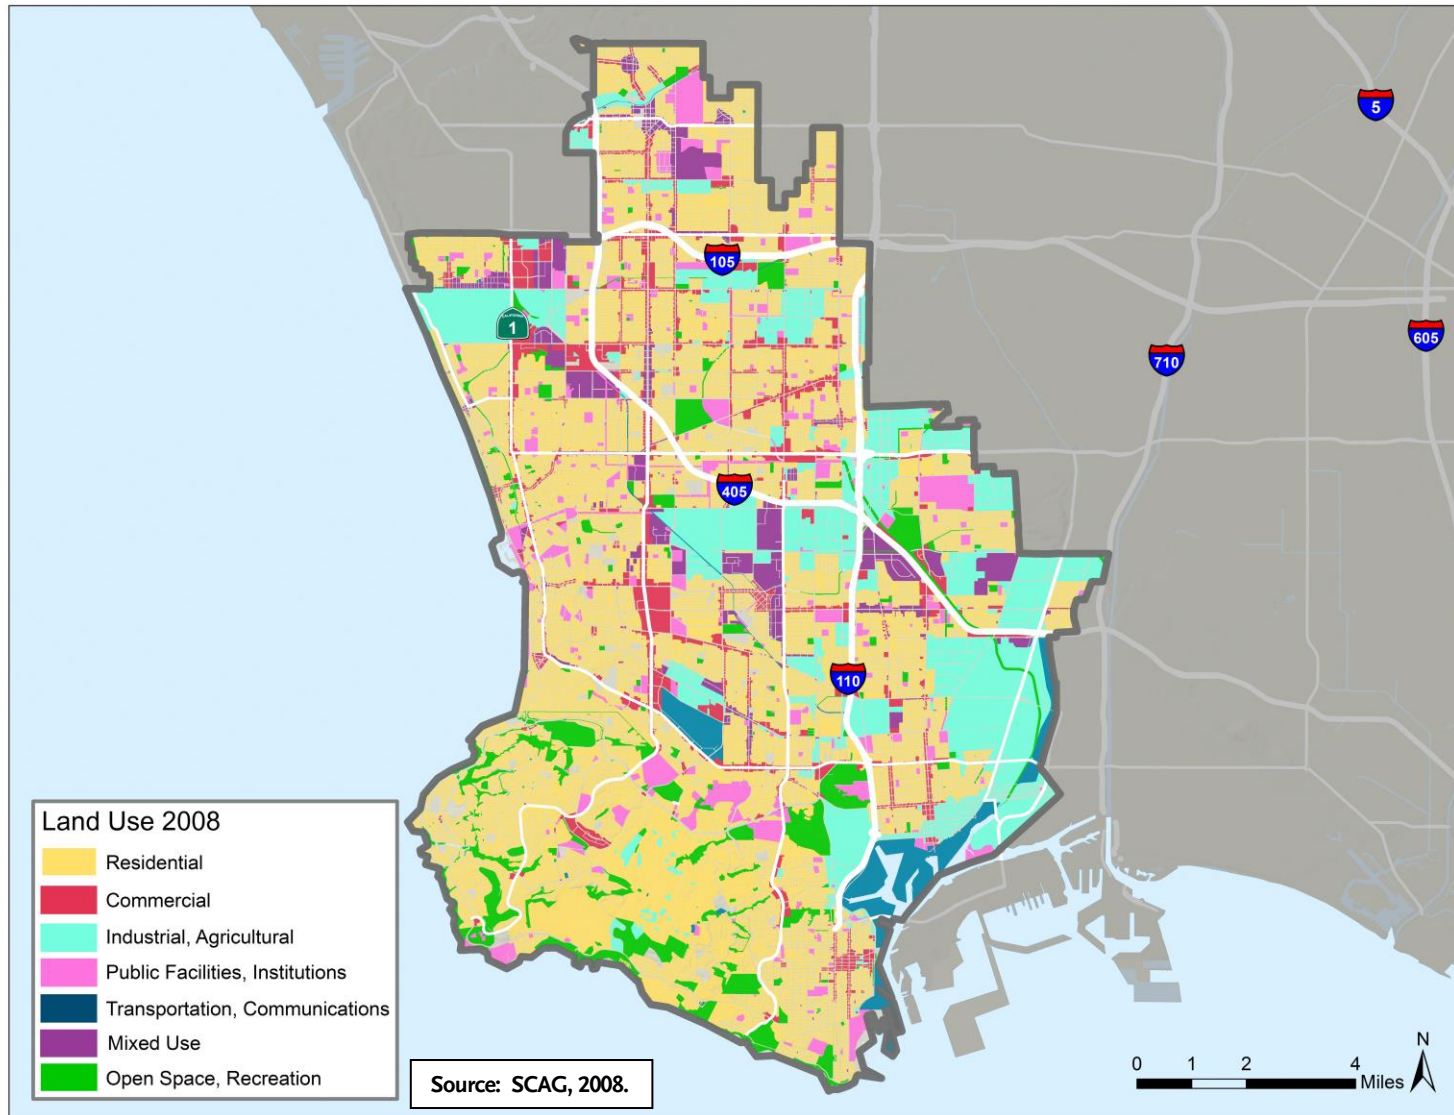 5
105
605
CALIFORNIA
1
710
405
110
Land Use 2008
Residential
Commercial
Industrial, Agricultural
Public Facilities, Institutions
Transportation, Communications
Mixed Use
Open Space, Recreation
Source: SCAG, 2008.
N
0 1 2 4
Miles